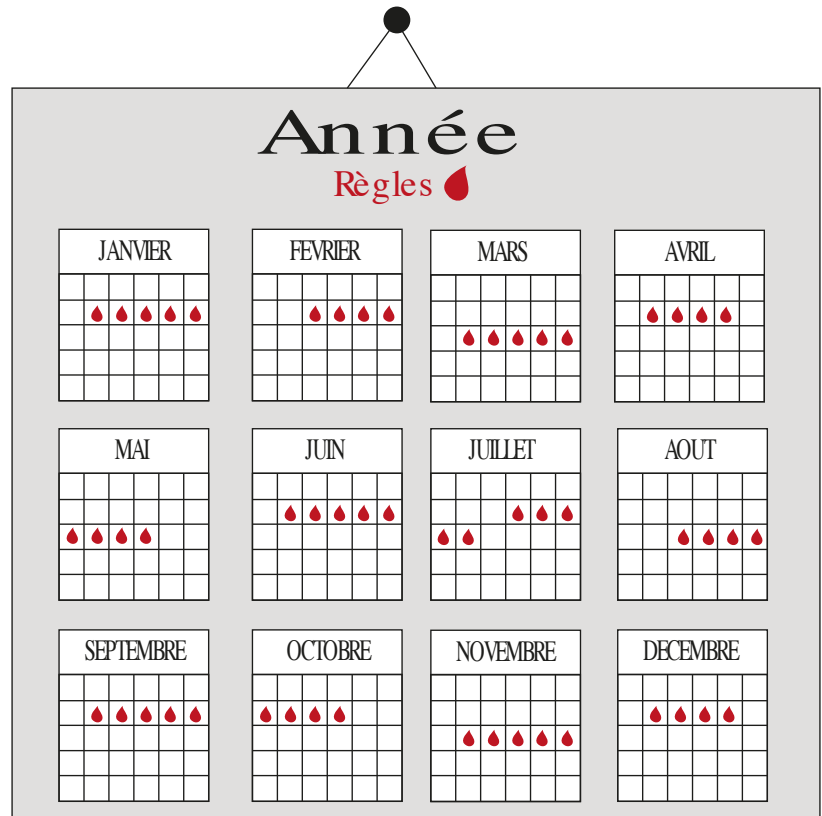 Année
Règles
JANVIER
FEVRIER
MARS
AVRIL
MAI
JUIN
JUILLET
AOUT
SEPTEMBRE
OCTOBRE
NOVEMBRE
DECEMBRE